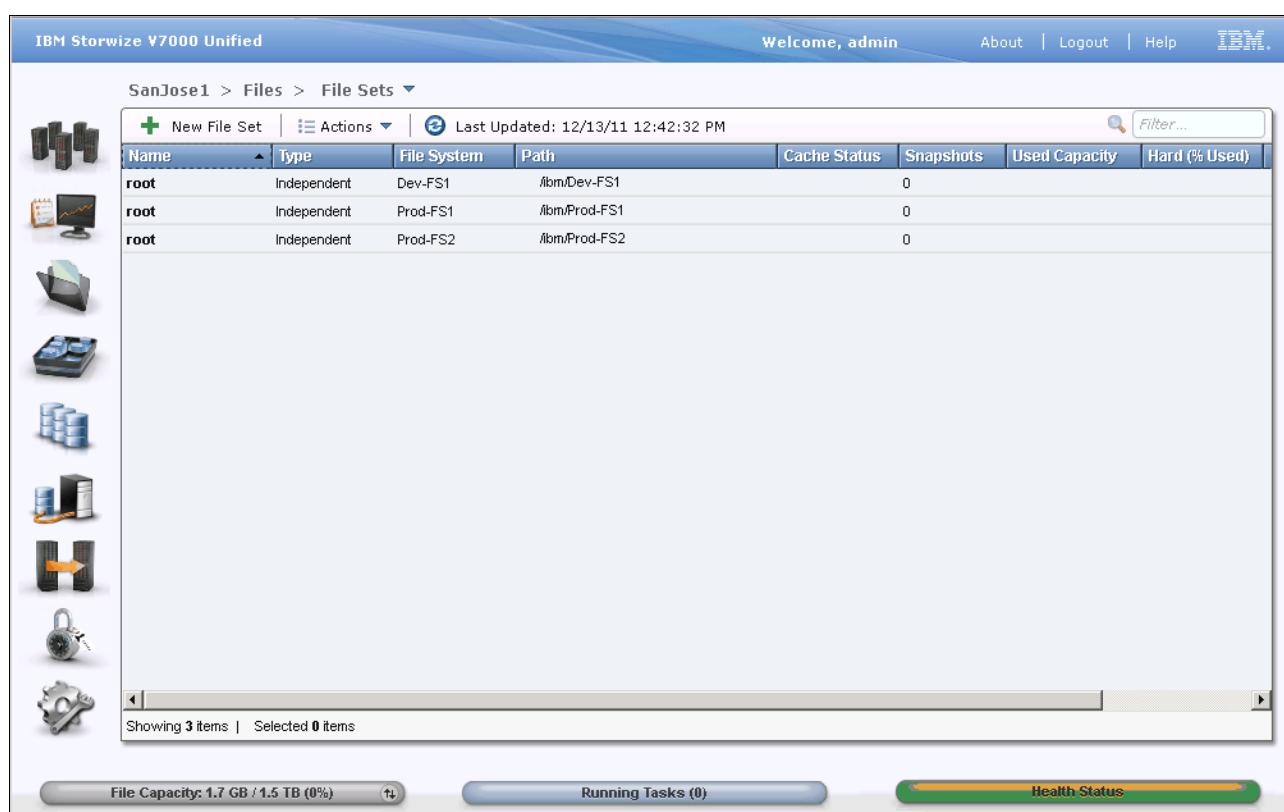 IBM Storwize V7000 Unified Welcome, admin About | Logout | Help IBM.
SanJose1 > Files > File Sets
New File Set | Actions | Last Updated: 12/13/11 12:42:32 PM Filter...
Name Type File System Path Cache Status Snapshots Used Capacity Hard (% Used)
root Independent Dev-FS1 /ibm/Dev-FS1 0
root Independent Prod-FS1 /ibm/Prod-FS1 0
root Independent Prod-FS2 /ibm/Prod-FS2 0
Showing 3 items | Selected 0 items
File Capacity: 1.7 GB / 1.5 TB (0%) Running Tasks (0) Health Status